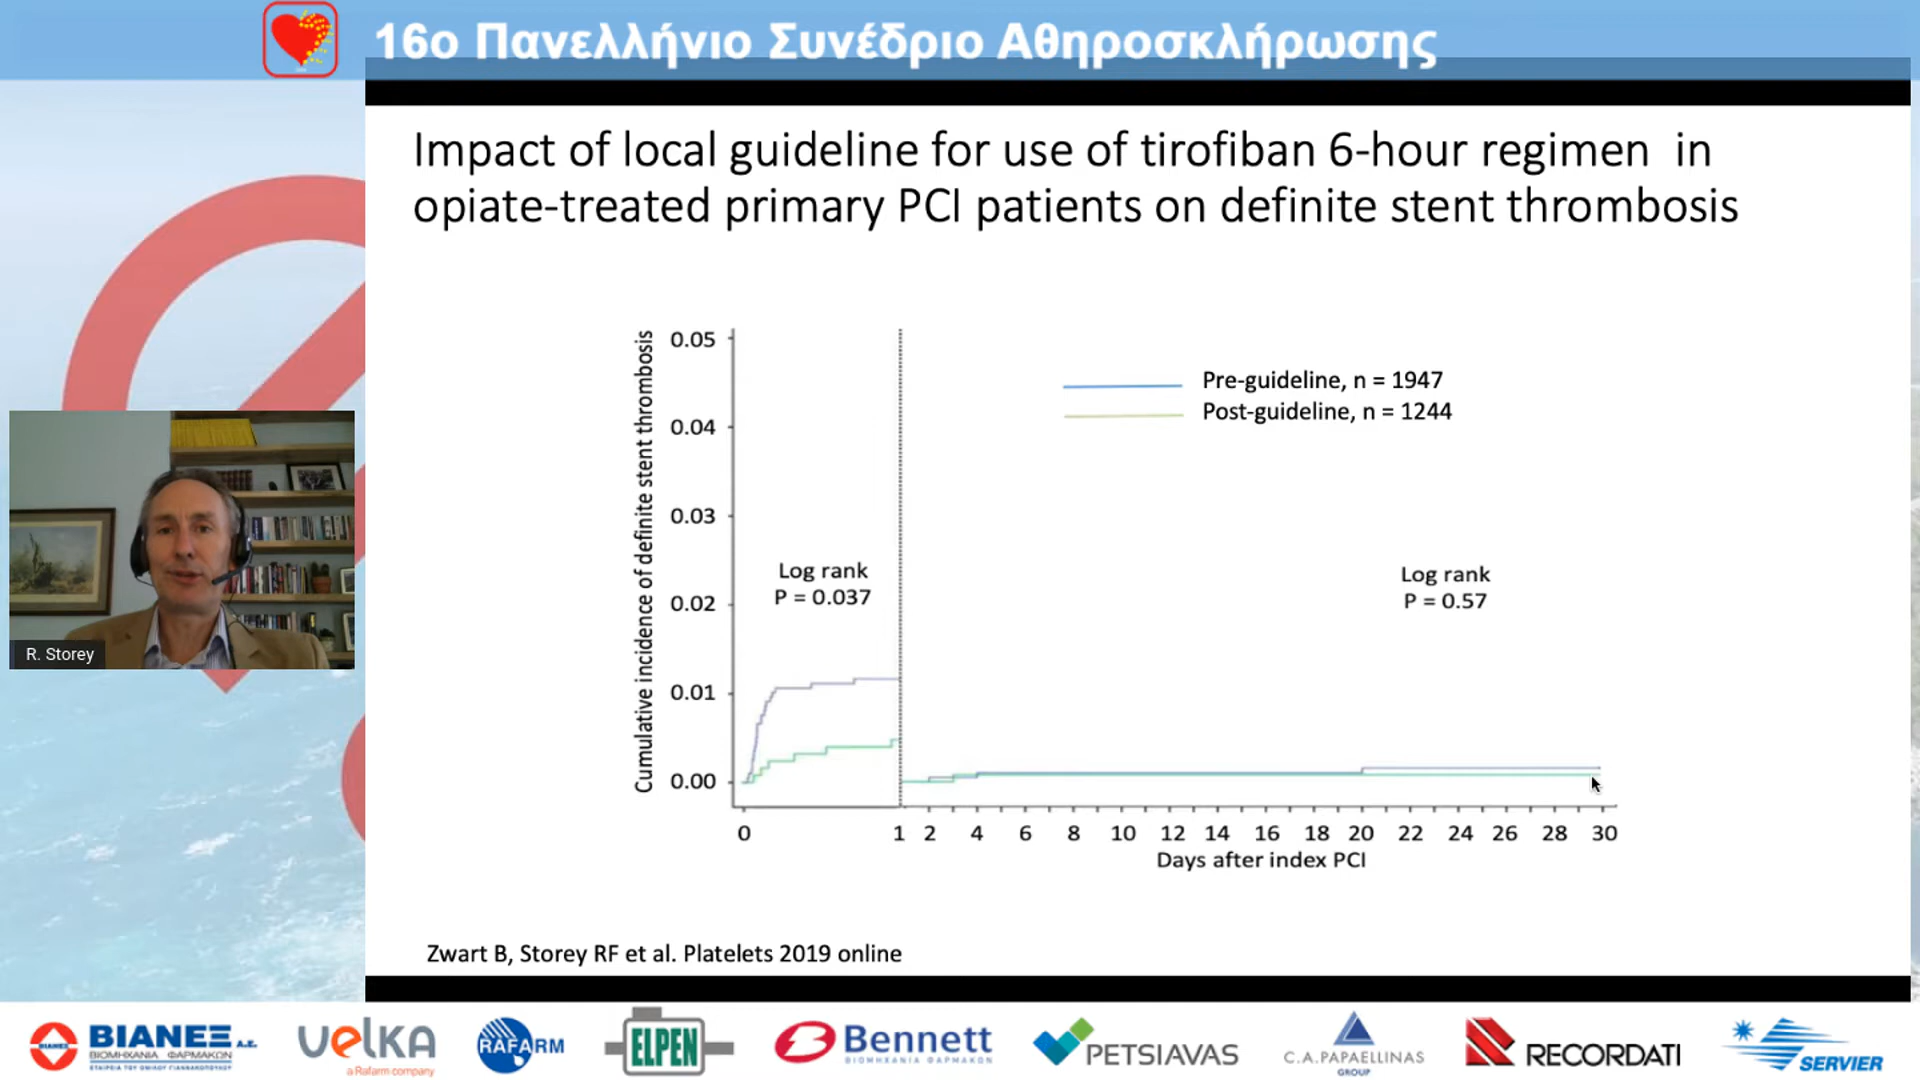 16ο Πανελλήνιο Συνέδριο Αθηροσκλήρωσης
Impact of local guideline for use of tirofiban 6-hour regimen in
opiate-treated primary PCI patients on definite stent thrombosis
Cumulative incidence of definite stent thrombosis
0.05
0.04
0.03
0.02
0.01
0.00
Pre-guideline, n = 1947
Post-guideline, n = 1244
Log rank
P = 0.037
Log rank
P = 0.57
0 1 2 4 6 8 10 12 14 16 18 20 22 24 26 28 30
Days after index PCI
R. Storey
Zwart B, Storey RF et al. Platelets 2019 online
BIANEX
ΒΙΑΝΕΞ Α.Ε.
ΒΙΟΜΗΧΑΝΙΑ ΦΑΡΜΑΚΩΝ
velka
a Rafarm company
RAFARM
ELPEN
Bennett
ΒΙΟΜΗΧΑΝΙΑ ΦΑΡΜΑΚΩΝ
PETSIAVAS
C.A.PAPAELLINAS
GROUP
RECORDATI
SERVIER